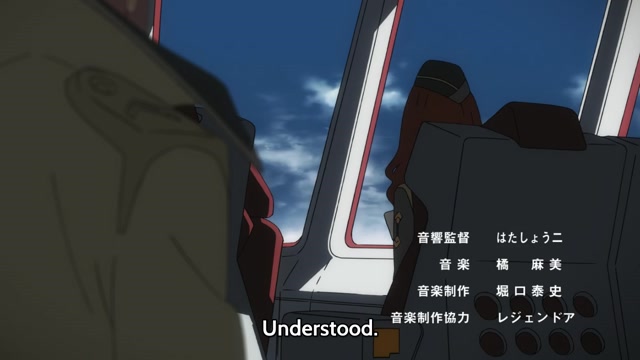 音響監督 はたしょう二
音楽 橘 麻美
音楽制作 堀口泰史
音楽制作協力 レジェンドア
Understood.